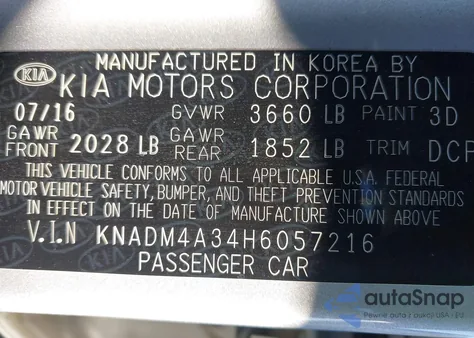 MANUFACTURED IN KOREA BY
KIA KIA MOTORS CORPORATION
07/16 GVWR 3660 LB PAINT 3D
GAWR FRONT 2028 LB GAWR REAR 1852 LB TRIM DCF
THIS VEHICLE CONFORMS TO ALL APPLICABLE U.S.A. FEDERAL
MOTOR VEHICLE SAFETY, BUMPER, AND THEFT PREVENTION STANDARDS
IN EFFECT ON THE DATE OF MANUFACTURE SHOWN ABOVE
V.I.N KNADM4A34H6057216
PASSENGER CAR
autoSnap